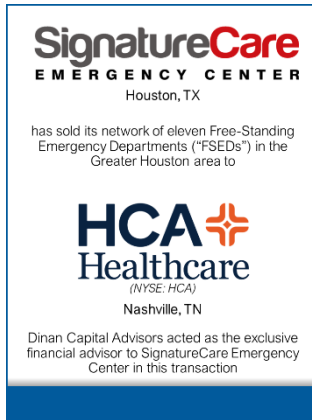 SignatureCare
EMERGENCY CENTER
Houston, TX
has sold its network of eleven Free-Standing
Emergency Departments (“FSEDs”) in the
Greater Houston area to
HCA
Healthcare
(NYSE: HCA)
Nashville, TN
Dinan Capital Advisors acted as the exclusive
financial advisor to SignatureCare Emergency
Center in this transaction